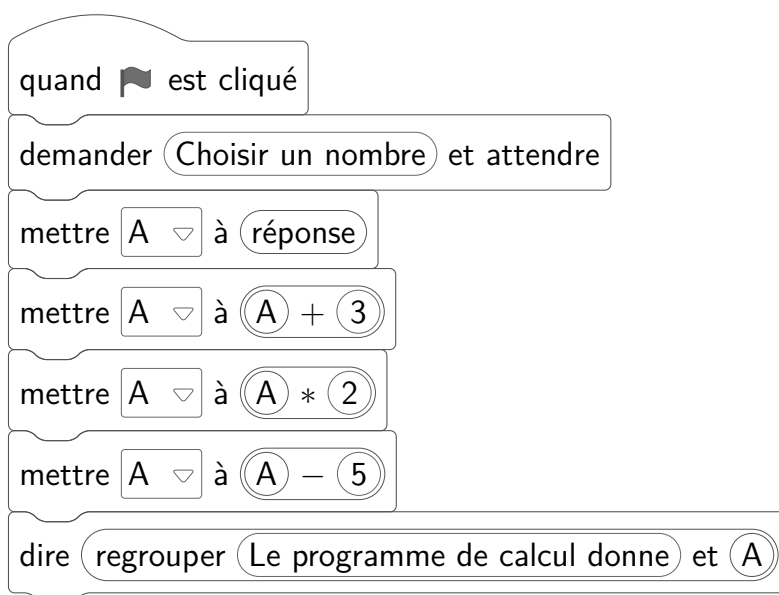 quand est cliqué
demander Choisir un nombre et attendre
mettre A à réponse
mettre A à A + 3
mettre A à A * 2
mettre A à A − 5
dire regrouper Le programme de calcul donne et A